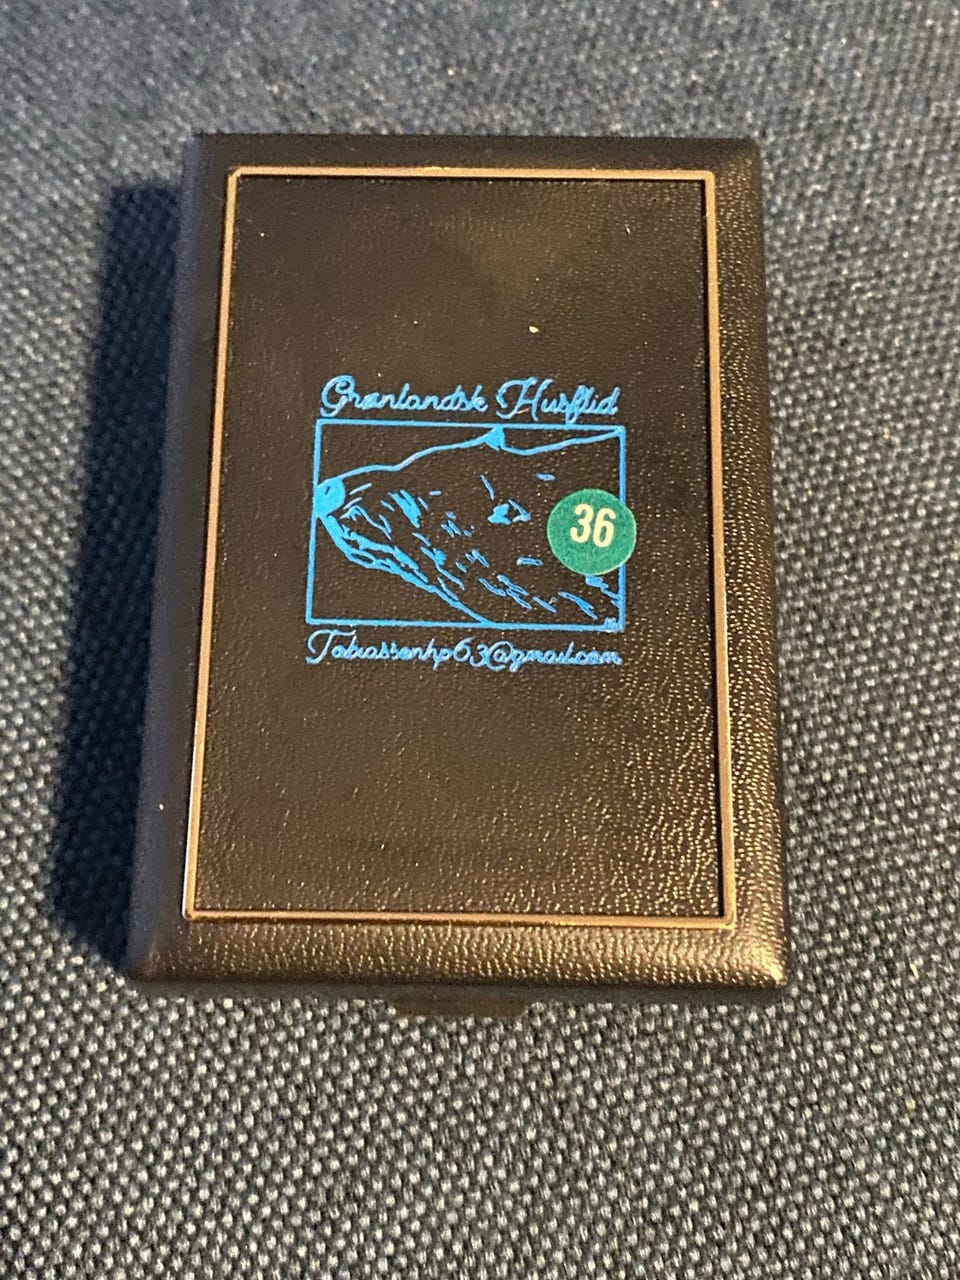 Grønlandsk Husflid
36
Tobiassenhp63@gmail.com